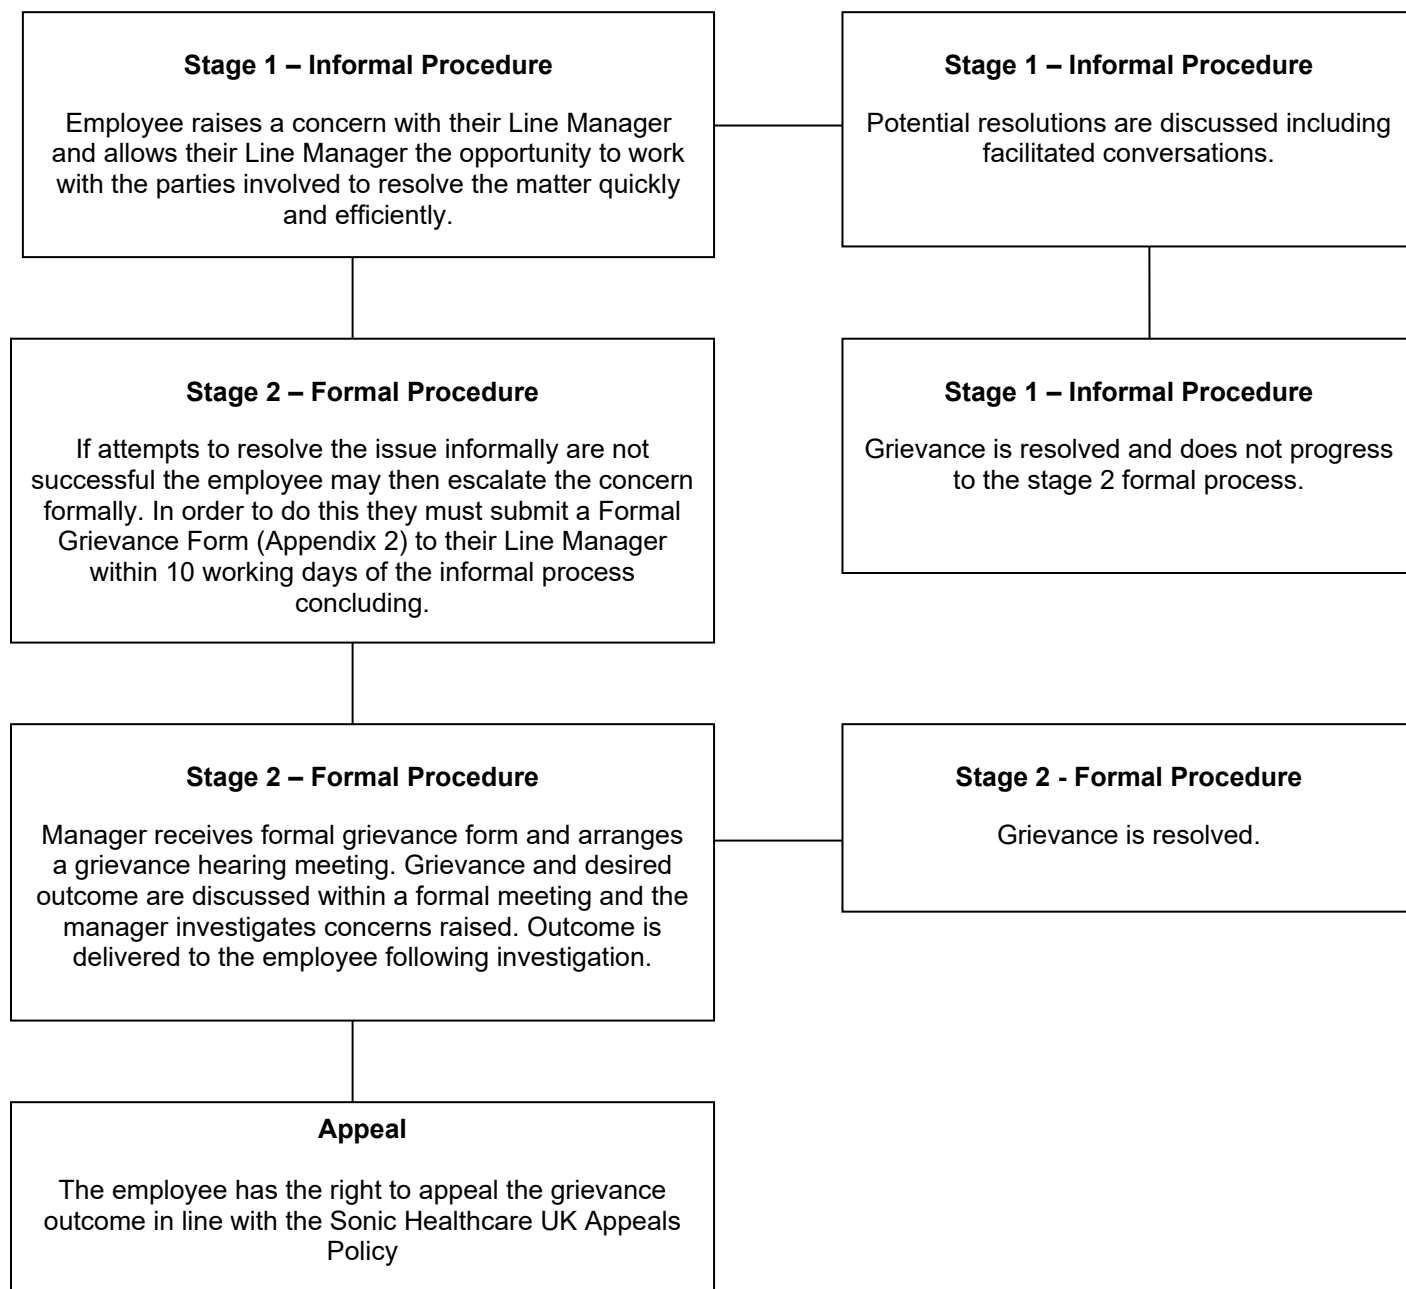 Stage 1 – Informal Procedure
Employee raises a concern with their Line Manager
and allows their Line Manager the opportunity to work
with the parties involved to resolve the matter quickly
and efficiently.
Stage 1 – Informal Procedure
Potential resolutions are discussed including
facilitated conversations.
Stage 2 – Formal Procedure
If attempts to resolve the issue informally are not
successful the employee may then escalate the concern
formally. In order to do this they must submit a Formal
Grievance Form (Appendix 2) to their Line Manager
within 10 working days of the informal process
concluding.
Stage 1 – Informal Procedure
Grievance is resolved and does not progress
to the stage 2 formal process.
Stage 2 – Formal Procedure
Manager receives formal grievance form and arranges
a grievance hearing meeting. Grievance and desired
outcome are discussed within a formal meeting and the
manager investigates concerns raised. Outcome is
delivered to the employee following investigation.
Stage 2 - Formal Procedure
Grievance is resolved.
Appeal
The employee has the right to appeal the grievance
outcome in line with the Sonic Healthcare UK Appeals
Policy